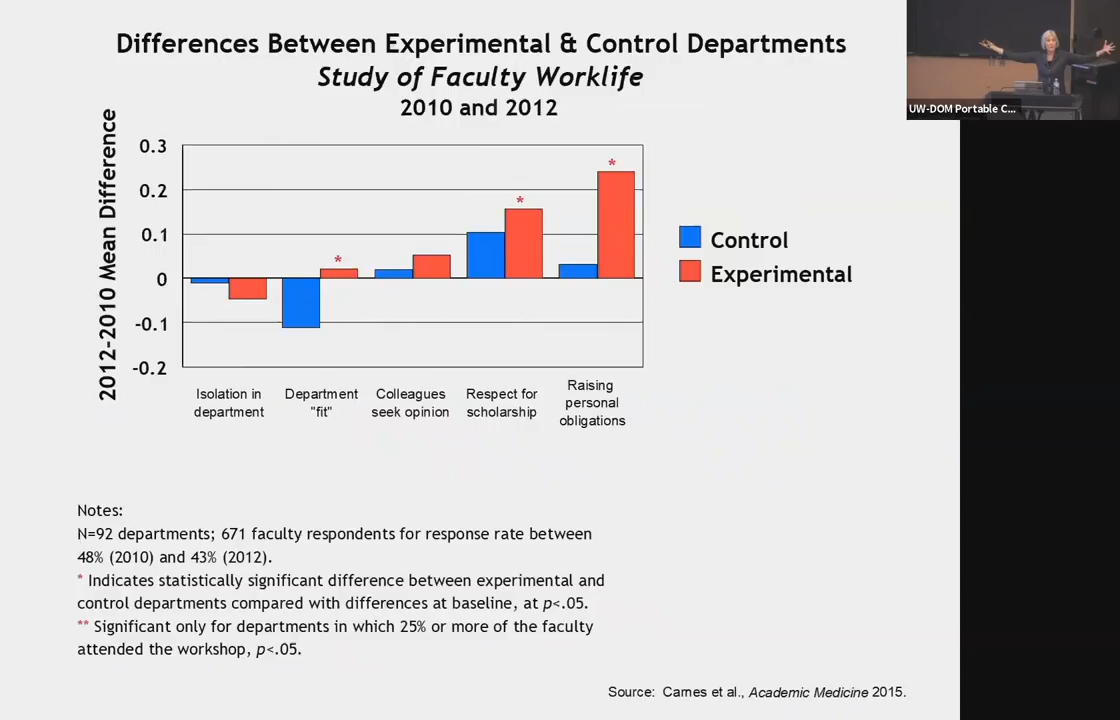 Differences Between Experimental & Control Departments
Study of Faculty Worklife
2010 and 2012
UW-DOM Portable C...
2012-2010 Mean Difference
0.3
0.2
0.1
0
-0.1
-0.2
Control
Experimental
*
*
*
Isolation in
department
Department
"fit"
Colleagues
seek opinion
Respect for
scholarship
Raising
personal
obligations
Notes:
N=92 departments; 671 faculty respondents for response rate between
48% (2010) and 43% (2012).
* Indicates statistically significant difference between experimental and
control departments compared with differences at baseline, at p<.05.
** Significant only for departments in which 25% or more of the faculty
attended the workshop, p<.05.
Source: Carnes et al., Academic Medicine 2015.